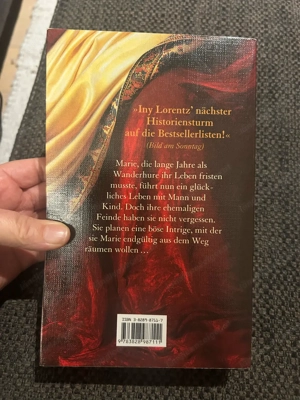 »Iny Lorentz’ nächster
Historiensturm
auf die Bestsellerlisten!«
(Bild am Sonntag)
Marie, die lange Jahre als
Wanderhure ihr Leben fristen
musste, führt nun ein glück-
liches Leben mit Mann und
Kind. Doch ihre ehemaligen
Feinde haben sie nicht vergessen.
Sie planen eine böse Intrige, mit der
sie Marie endgültig aus dem Weg
räumen wollen …